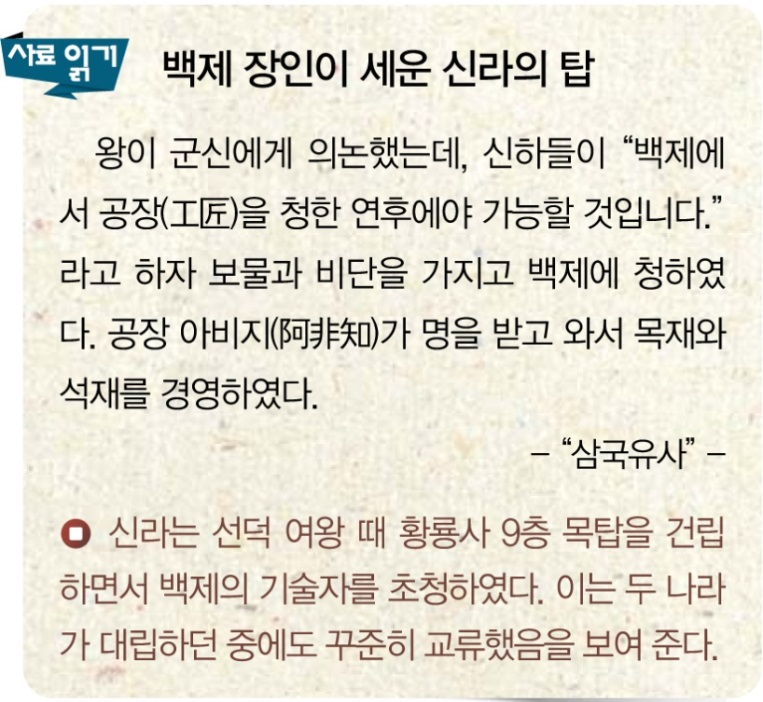 사료 읽기
백제 장인이 세운 신라의 탑
왕이 군신에게 의논했는데, 신하들이 “백제에
서 공장(工匠)을 청한 연후에야 가능할 것입니다.”
라고 하자 보물과 비단을 가지고 백제에 청하였
다. 공장 아비지(阿非知)가 명을 받고 와서 목재와
석재를 경영하였다.
– “삼국유사” –
신라는 선덕 여왕 때 황룡사 9층 목탑을 건립
하면서 백제의 기술자를 초청하였다. 이는 두 나라
가 대립하던 중에도 꾸준히 교류했음을 보여 준다.